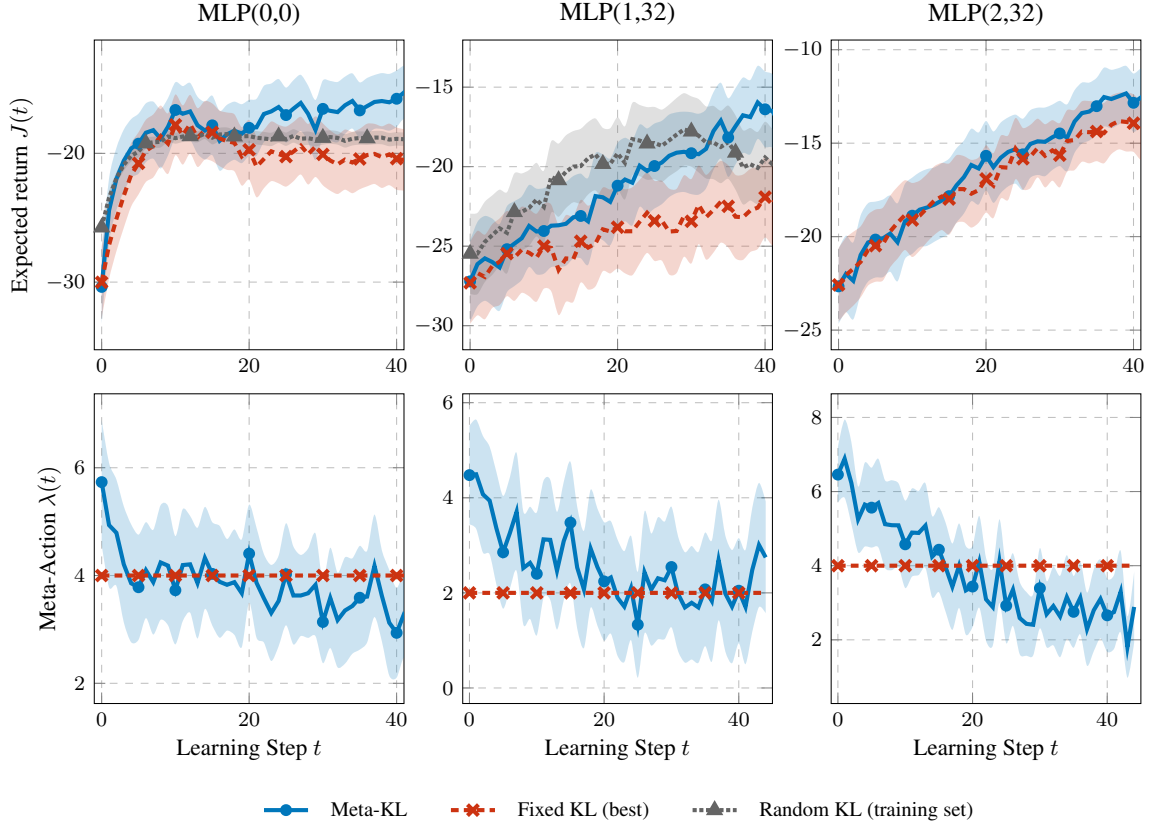 MLP(0,0) MLP(1,32) MLP(2,32)
Expected return J(t)
−20
−30
0 20 40
−15
−20
−25
−30
0 20 40
−10
−15
−20
−25
0 20 40
Meta-Action λ(t)
6
4
2
0 20 40
6
4
2
0
0 20 40
8
6
4
2
0 20 40
Learning Step t Learning Step t Learning Step t
Meta-KL Fixed KL (best) Random KL (training set)